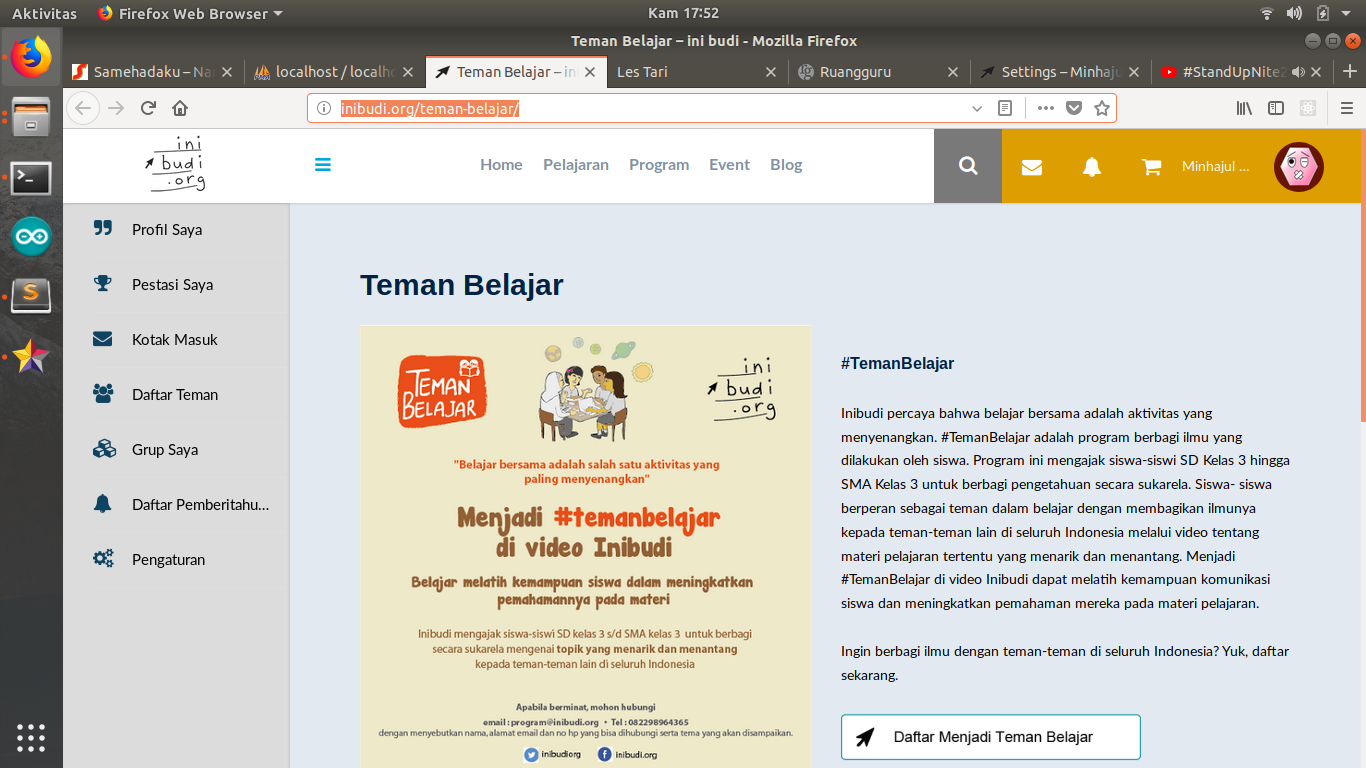 Aktivitas Firefox Web Browser Kam 17:52
Teman Belajar – ini budi - Mozilla Firefox
Samehadaku – Na localhost / localh Teman Belajar – in Les Tari Ruangguru Settings – Minhaju #StandUpNite2
inibudi.org/teman-belajar/
ini
budi
.org
Home Pelajaran Program Event Blog
Minhajul ...
Profil Saya
Pestasi Saya
Kotak Masuk
Daftar Teman
Grup Saya
Daftar Pemberitahu...
Pengaturan
Teman Belajar
TEMAN
BELAJAR
ini
budi
.org
"Belajar bersama adalah salah satu aktivitas yang
paling menyenangkan"
Menjadi #temanbelajar
di video Inibudi
Belajar melatih kemampuan siswa dalam meningkatkan
pemahamannya pada materi
Inibudi mengajak siswa-siswi SD kelas 3 s/d SMA kelas 3 untuk berbagi
secara sukarela mengenai topik yang menarik dan menantang
kepada teman-teman lain di seluruh Indonesia
Apabila berminat, mohon hubungi
email : program@inibudi.org • Tel : 082298964365
dengan menyebutkan nama, alamat email dan no hp yang bisa dihubungi serta tema yang akan disampaikan.
inibudiorg inibudi.org
#TemanBelajar
Inibudi percaya bahwa belajar bersama adalah aktivitas yang
menyenangkan. #TemanBelajar adalah program berbagi ilmu yang
dilakukan oleh siswa. Program ini mengajak siswa-siswi SD Kelas 3 hingga
SMA Kelas 3 untuk berbagi pengetahuan secara sukarela. Siswa- siswa
berperan sebagai teman dalam belajar dengan membagikan ilmunya
kepada teman-teman lain di seluruh Indonesia melalui video tentang
materi pelajaran tertentu yang menarik dan menantang. Menjadi
#TemanBelajar di video Inibudi dapat melatih kemampuan komunikasi
siswa dan meningkatkan pemahaman mereka pada materi pelajaran.
Ingin berbagi ilmu dengan teman-teman di seluruh Indonesia? Yuk, daftar
sekarang.
Daftar Menjadi Teman Belajar